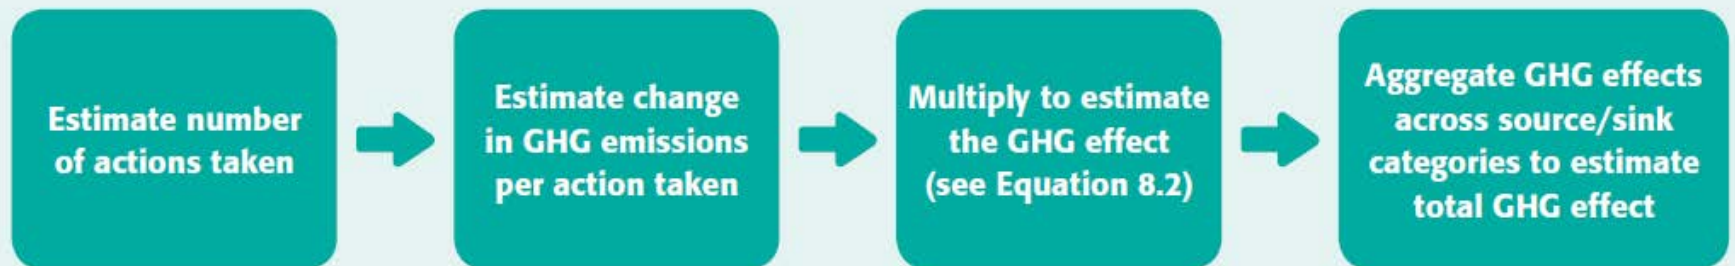 Estimate number
of actions taken
Estimate change
in GHG emissions
per action taken
Multiply to estimate
the GHG effect
(see Equation 8.2)
Aggregate GHG effects
across source/sink
categories to estimate
total GHG effect